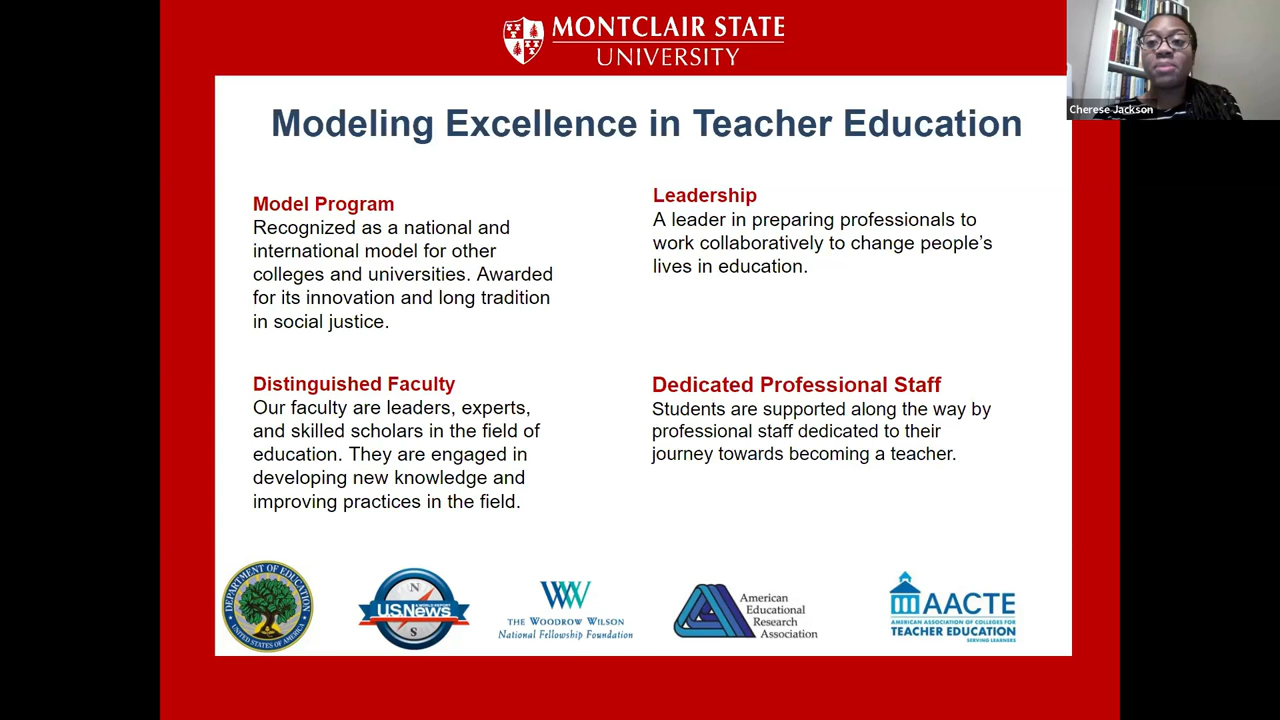 MONTCLAIR STATE
UNIVERSITY
Cherese Jackson
Modeling Excellence in Teacher Education
Model Program
Recognized as a national and
international model for other
colleges and universities. Awarded
for its innovation and long tradition
in social justice.
Leadership
A leader in preparing professionals to
work collaboratively to change people's
lives in education.
Distinguished Faculty
Our faculty are leaders, experts,
and skilled scholars in the field of
education. They are engaged in
developing new knowledge and
improving practices in the field.
Dedicated Professional Staff
Students are supported along the way by
professional staff dedicated to their
journey towards becoming a teacher.
DEPARTMENT OF EDUCATION
UNITED STATES OF AMERICA
N
U.S.News
& WORLD REPORT
S
WW
THE WOODROW WILSON
National Fellowship Foundation
American
Educational
Research
Association
AACTE
AMERICAN ASSOCIATION OF COLLEGES FOR
TEACHER EDUCATION
SERVING LEARNERS